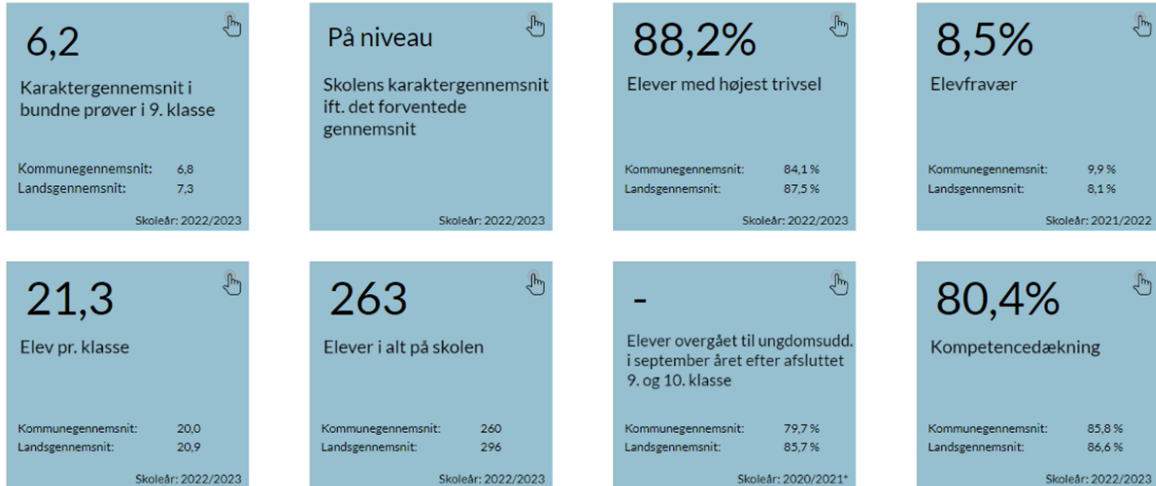 6,2
Karaktergennemsnit i
bundne prøver i 9. klasse
Kommunegennemsnit: 6,8
Landsgennemsnit: 7,3
Skoleår: 2022/2023
På niveau
Skolens karaktergennemsnit
ift. det forventede
gennemsnit
Skoleår: 2022/2023
88,2%
Elever med højest trivsel
Kommunegennemsnit: 84,1 %
Landsgennemsnit: 87,5 %
Skoleår: 2022/2023
8,5%
Elevfravær
Kommunegennemsnit: 9,9 %
Landsgennemsnit: 8,1 %
Skoleår: 2021/2022
21,3
Elev pr. klasse
Kommunegennemsnit: 20,0
Landsgennemsnit: 20,9
Skoleår: 2022/2023
263
Elever i alt på skolen
Kommunegennemsnit: 260
Landsgennemsnit: 296
Skoleår: 2022/2023
-
Elever overgået til ungdomsudd.
i september året efter afsluttet
9. og 10. klasse
Kommunegennemsnit: 79,7 %
Landsgennemsnit: 85,7 %
Skoleår: 2020/2021*
80,4%
Kompetencedækning
Kommunegennemsnit: 85,8 %
Landsgennemsnit: 86,6 %
Skoleår: 2022/2023